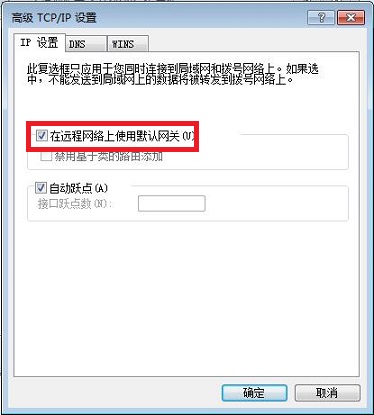 高级 TCP/IP 设置
IP 设置 DNS WINS
此复选框只应用于您同时连接到局域网和拨号网络上。如果选
中，不能发送到局域网上的数据将被转发到拨号网络上。
在远程网络上使用默认网关(U)
禁用基于类的路由添加
自动跃点(A)
接口跃点数(N):
确定 取消